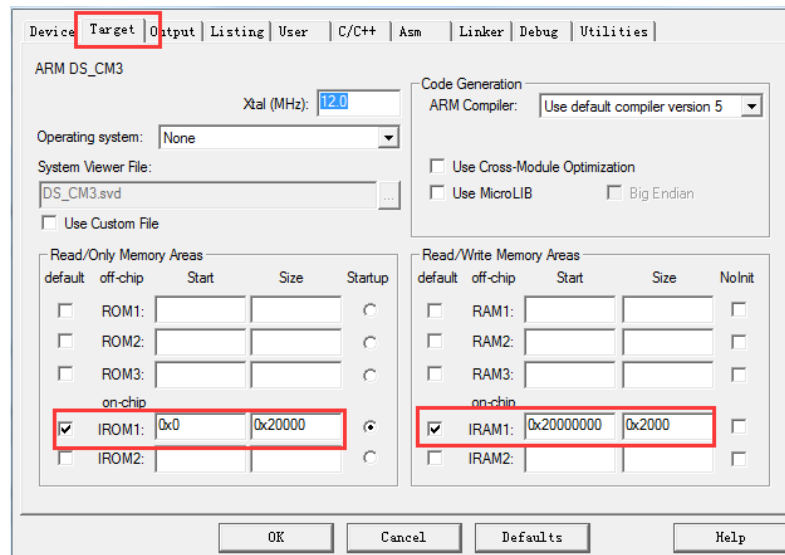 Device Target Output Listing User C/C++ Asm Linker Debug Utilities
ARM DS_CM3
Xtal (MHz): 12.0
Operating system: None
System Viewer File:
DS_CM3.svd ...
Use Custom File
Code Generation
ARM Compiler: Use default compiler version 5
Use Cross-Module Optimization
Use MicroLIB Big Endian
Read/Only Memory Areas
default off-chip Start Size Startup
ROM1:
ROM2:
ROM3:
on-chip
IROM1: 0x0 0x20000
IROM2:
Read/Write Memory Areas
default off-chip Start Size NoInit
RAM1:
RAM2:
RAM3:
on-chip
IRAM1: 0x20000000 0x2000
IRAM2:
OK Cancel Defaults Help